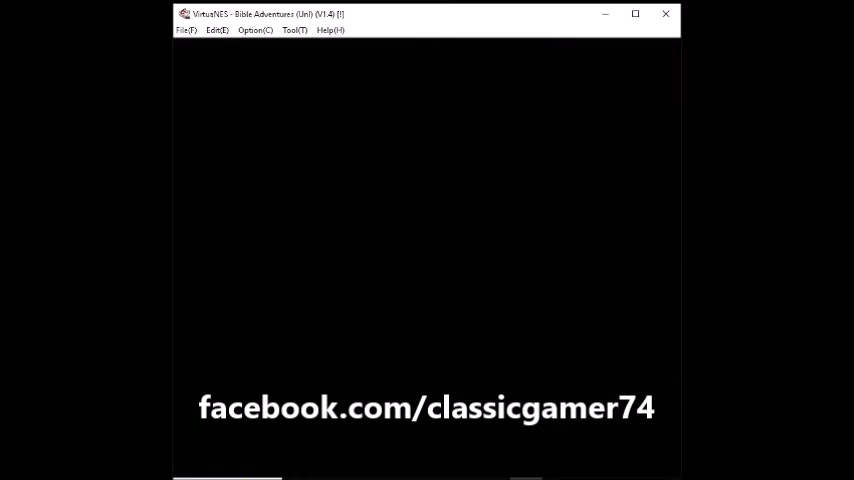 VirtuaNES - Bible Adventures (Unl) (V1.4) [!]
File(F) Edit(E) Option(C) Tool(T) Help(H)
facebook.com/classicgamer74